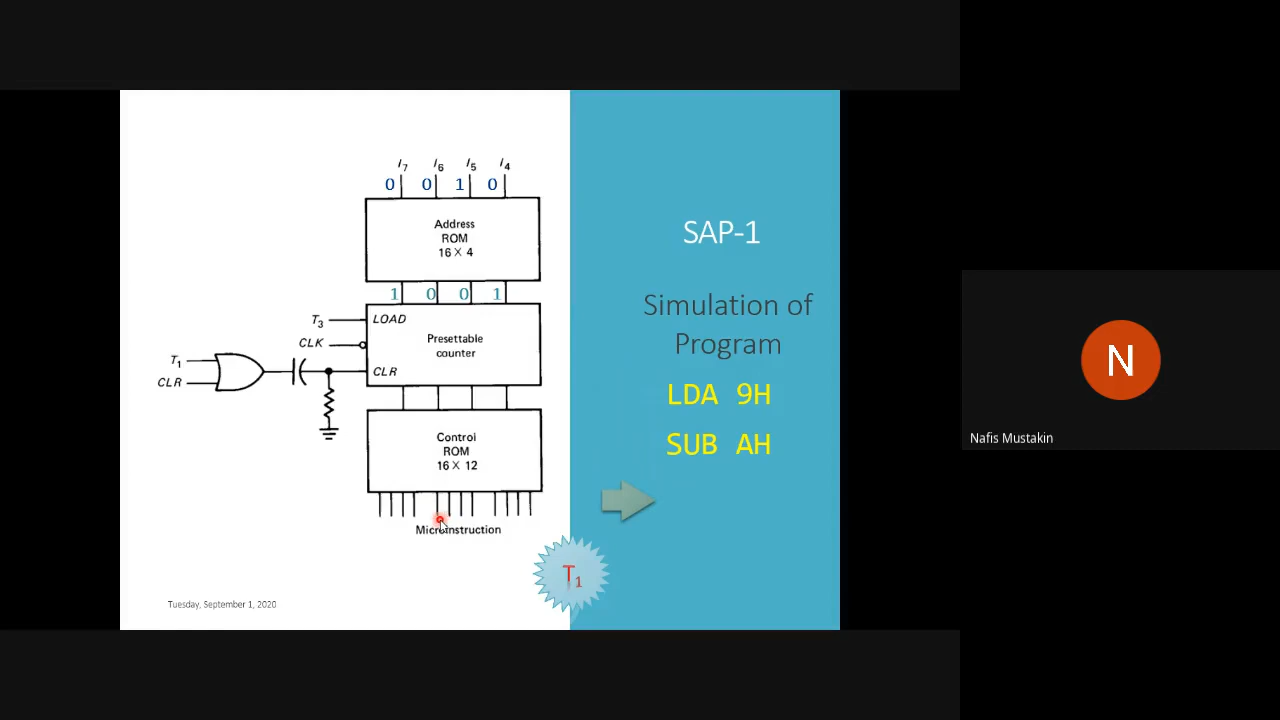 I7 I6 I5 I4
0 0 1 0
Address
ROM
16 X 4
1 0 0 1
T3
LOAD
CLK
Presettable
counter
T1
CLR
CLR
Control
ROM
16 X 12
Microinstruction
Tuesday, September 1, 2020
SAP-1
Simulation of
Program
LDA 9H
SUB AH
T1
N
Nafis Mustakin